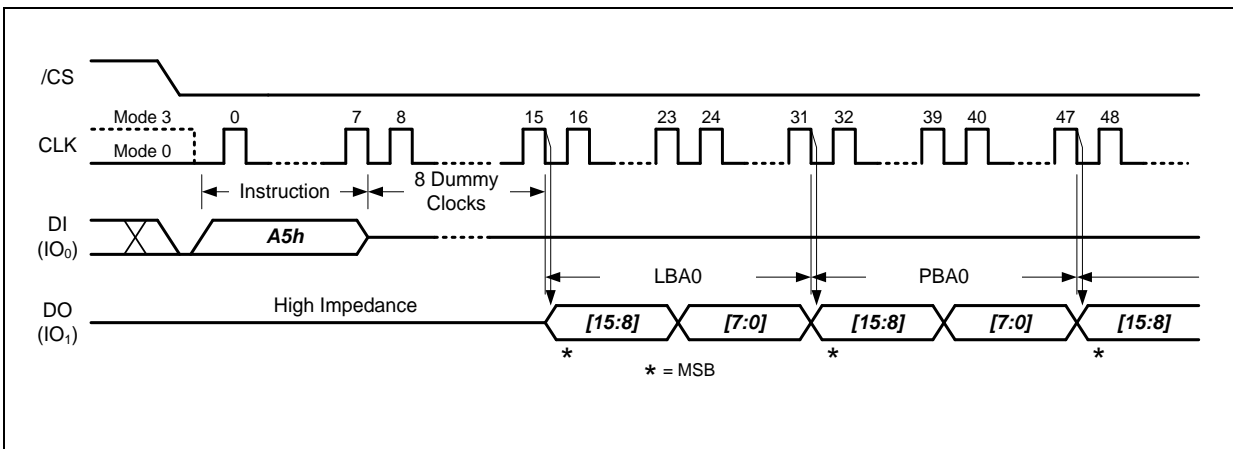 /CS
Mode 3
0 7 8 15 16 23 24 31 32 39 40 47 48
CLK
Mode 0
Instruction
8 Dummy
Clocks
DI
(IO₀)
A5h
LBA0 PBA0
High Impedance
DO
(IO₁)
[15:8] [7:0] [15:8] [7:0] [15:8]
* * *
* = MSB